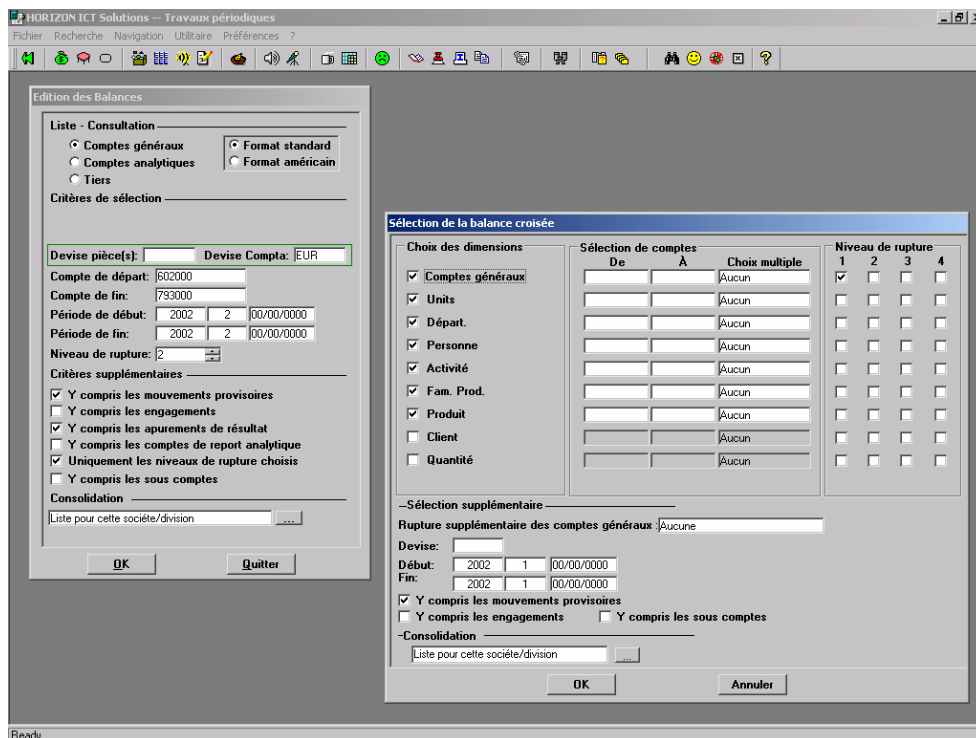 HORIZON ICT Solutions -- Travaux périodiques
Fichier Recherche Navigation Utilitaire Préférences ?
Edition des Balances
Liste - Consultation
Comptes généraux
Format standard
Comptes analytiques
Format américain
Tiers
Critères de sélection
Devise pièce[s]: Devise Compta: EUR
Compte de départ: 602000
Compte de fin: 793000
Période de début: 2002 2 00/00/0000
Période de fin: 2002 2 00/00/0000
Niveau de rupture: 2
Critères supplémentaires
Y compris les mouvements provisoires
Y compris les engagements
Y compris les apurements de résultat
Y compris les comptes de report analytique
Uniquement les niveaux de rupture choisis
Y compris les sous comptes
Consolidation
Liste pour cette sociéte/division ...
OK Quitter
Sélection de la balance croisée
Choix des dimensions Sélection de comptes Niveau de rupture
De À Choix multiple 1 2 3 4
Comptes généraux Aucun
Units Aucun
Départ. Aucun
Personne Aucun
Activité Aucun
Fam. Prod. Aucun
Produit Aucun
Client Aucun
Quantité Aucun
Sélection supplémentaire
Rupture supplémentaire des comptes généraux : Aucune
Devise:
Début: 2002 1 00/00/0000
Fin: 2002 1 00/00/0000
Y compris les mouvements provisoires
Y compris les engagements Y compris les sous comptes
Consolidation
Liste pour cette sociéte/division ...
OK Annuler
Ready